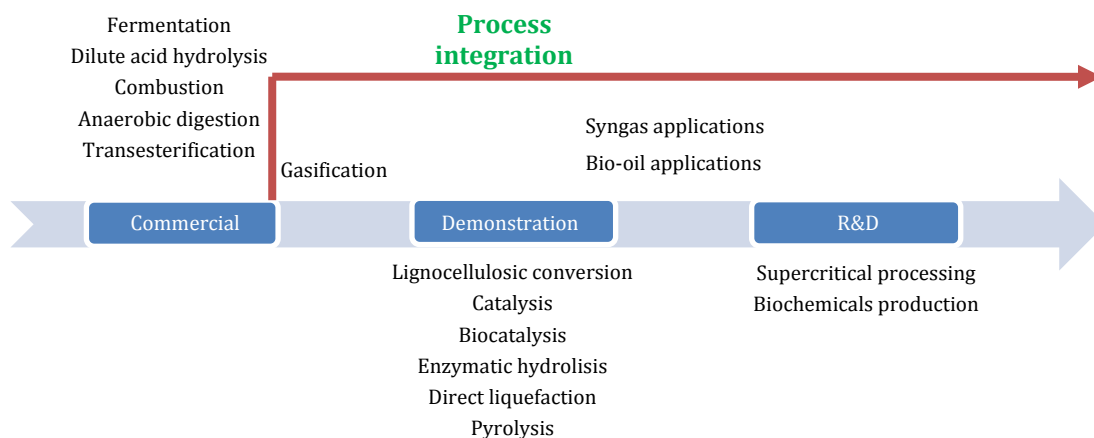 Fermentation
Dilute acid hydrolysis
Combustion
Anaerobic digestion
Transesterification
Process
integration
Gasification
Syngas applications
Bio-oil applications
Commercial
Demonstration
R&D
Lignocellulosic conversion
Catalysis
Biocatalysis
Enzymatic hydrolisis
Direct liquefaction
Pyrolysis
Supercritical processing
Biochemicals production